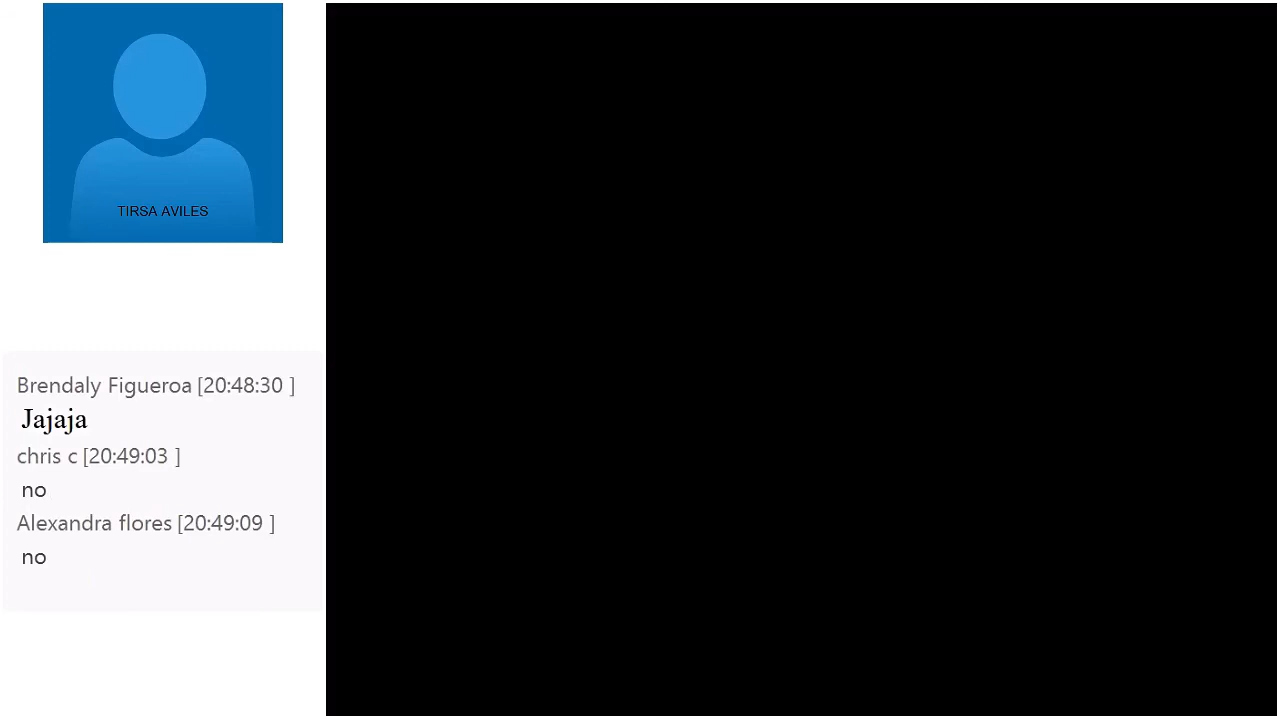 TIRSA AVILES
Brendaly Figueroa [20:48:30 ]
Jajaja
chris c [20:49:03 ]
no
Alexandra flores [20:49:09 ]
no